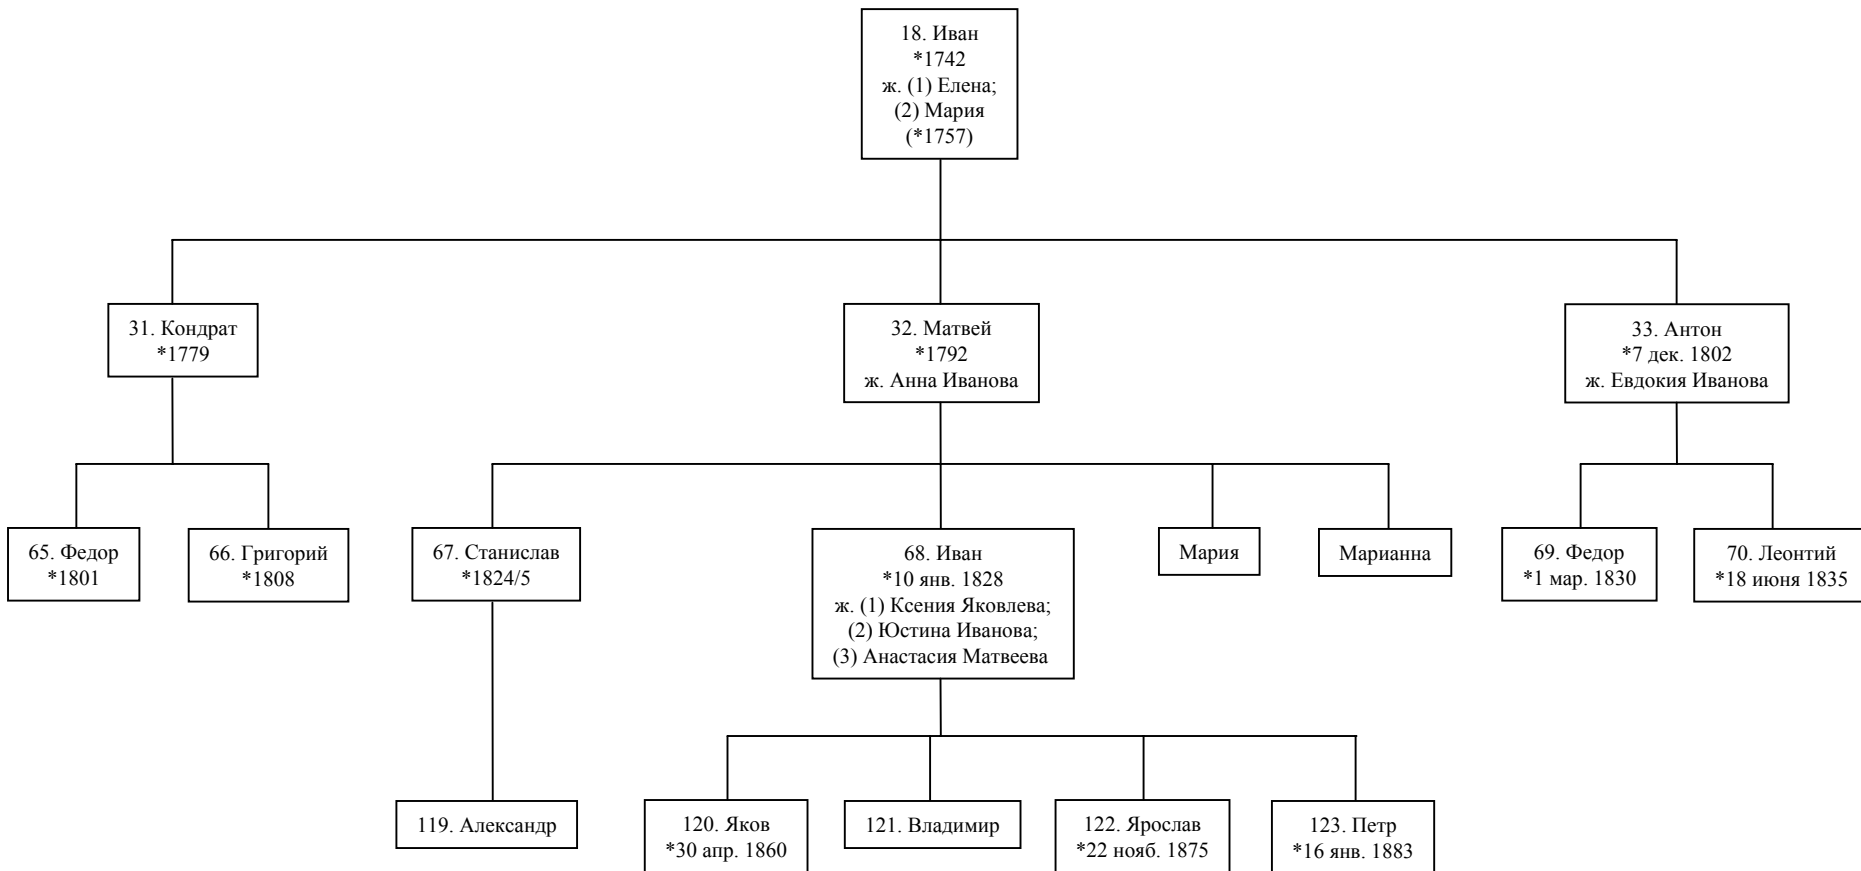 18. Иван
*1742
ж. (1) Елена;
(2) Мария
(*1757)
31. Кондрат
*1779
32. Матвей
*1792
ж. Анна Иванова
33. Антон
*7 дек. 1802
ж. Евдокия Иванова
65. Федор
*1801
66. Григорий
*1808
67. Станислав
*1824/5
68. Иван
*10 янв. 1828
ж. (1) Ксения Яковлева;
(2) Юстина Иванова;
(3) Анастасия Матвеева
Мария
Марианна
69. Федор
*1 мар. 1830
70. Леонтий
*18 июня 1835
119. Александр
120. Яков
*30 апр. 1860
121. Владимир
122. Ярослав
*22 нояб. 1875
123. Петр
*16 янв. 1883